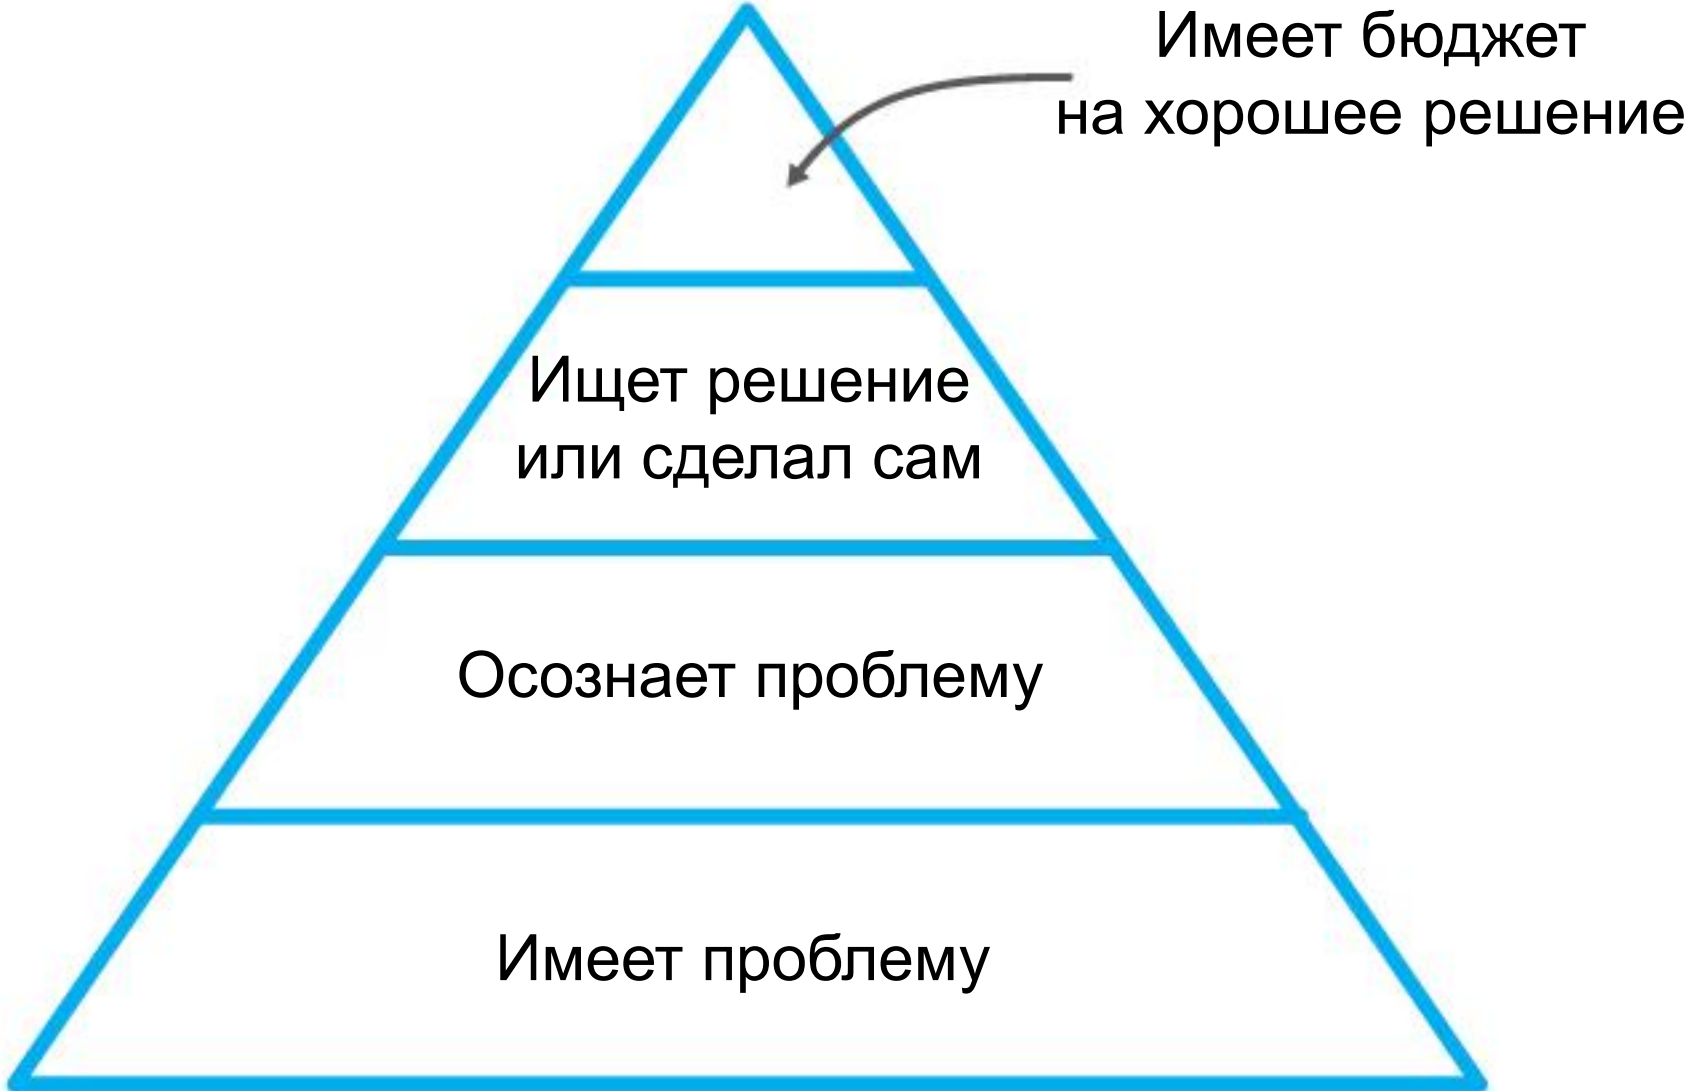 Имеет бюджет
на хорошее решение
Ищет решение
или сделал сам
Осознает проблему
Имеет проблему